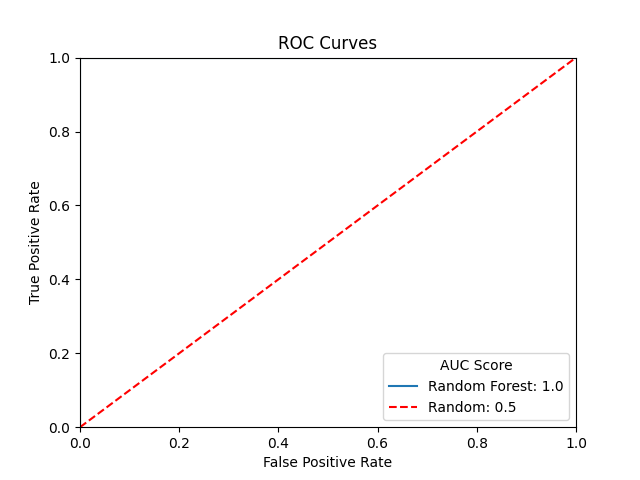 ROC Curves
True Positive Rate
1.0
0.8
0.6
0.4
0.2
0.0
0.0 0.2 0.4 0.6 0.8 1.0
False Positive Rate
AUC Score
Random Forest: 1.0
Random: 0.5